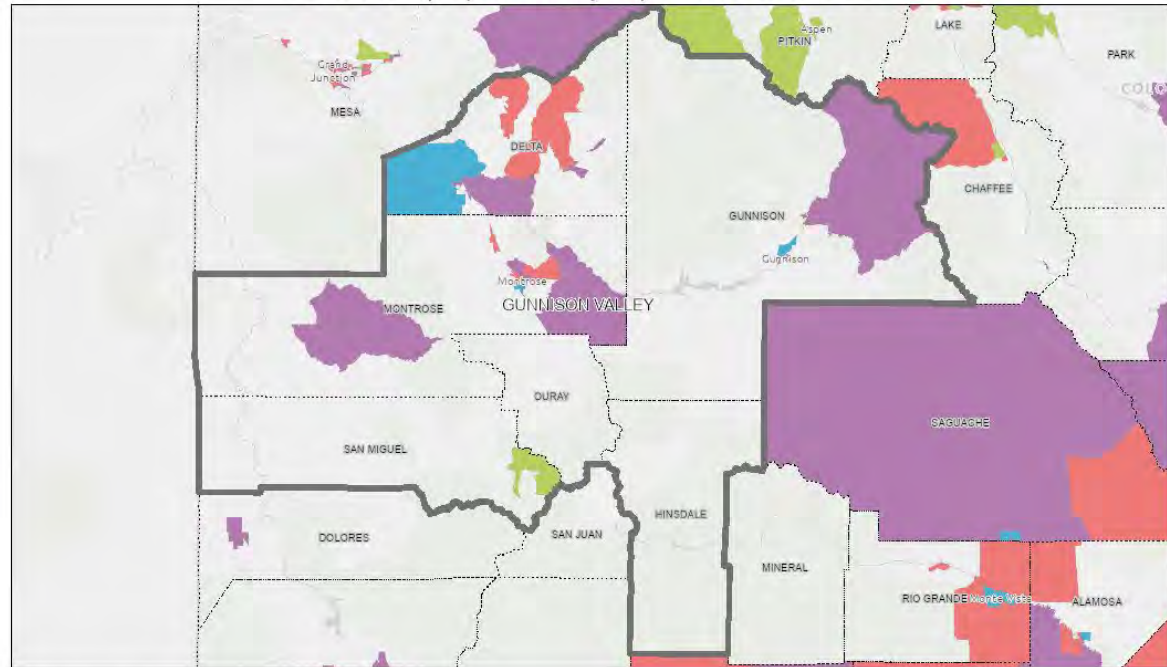 LAKE
Aspen
PITKIN
PARK
Grand
Junction
MESA
DELTA
CHAFFEE
GUNNISON
Gunnison
Montrose
GUNNISON VALLEY
MONTROSE
OURAY
SAGUACHE
SAN MIGUEL
HINSDALE
SAN JUAN
DOLORES
MINERAL
RIO GRANDE
Monte Vista
ALAMOSA